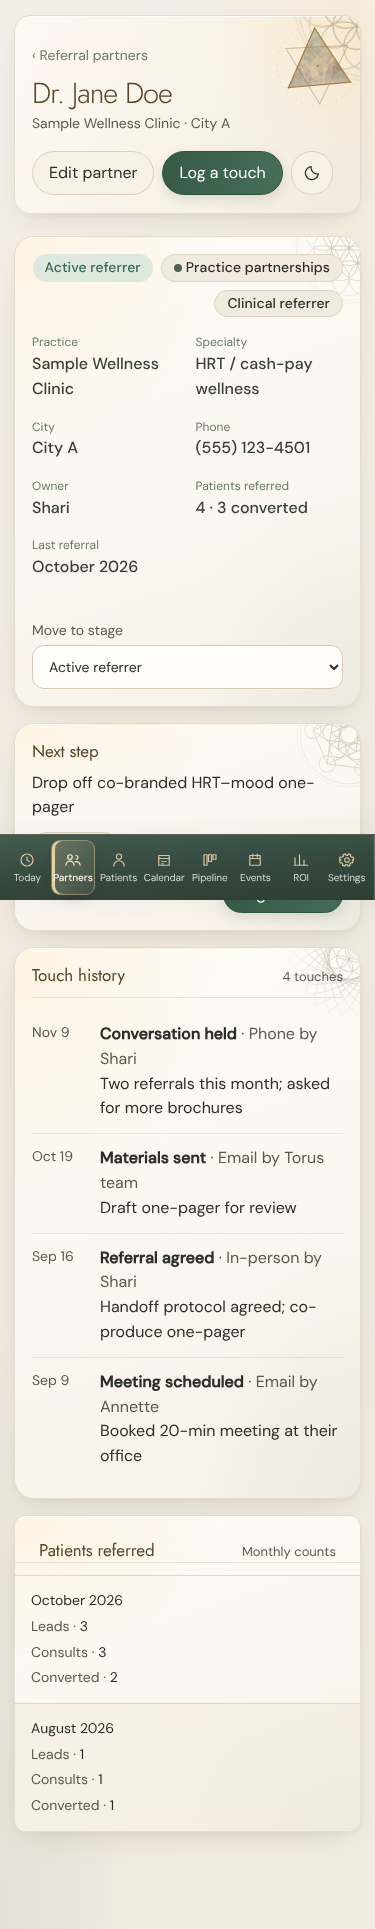 ‹ Referral partners
Dr. Jane Doe
Sample Wellness Clinic · City A
Edit partner
Log a touch
Active referrer
Practice partnerships
Clinical referrer
Practice
Sample Wellness
Clinic
Specialty
HRT / cash-pay
wellness
City
City A
Phone
(555) 123-4501
Owner
Shari
Patients referred
4 · 3 converted
Last referral
October 2026
Move to stage
Active referrer
Next step
Drop off co-branded HRT–mood one-
pager
Today
Partners
Patients
Calendar
Pipeline
Events
ROI
Settings
Touch history
4 touches
Nov 9
Conversation held · Phone by
Shari
Two referrals this month; asked
for more brochures
Oct 19
Materials sent · Email by Torus
team
Draft one-pager for review
Sep 16
Referral agreed · In-person by
Shari
Handoff protocol agreed; co-
produce one-pager
Sep 9
Meeting scheduled · Email by
Annette
Booked 20-min meeting at their
office
Patients referred
Monthly counts
October 2026
Leads · 3
Consults · 3
Converted · 2
August 2026
Leads · 1
Consults · 1
Converted · 1